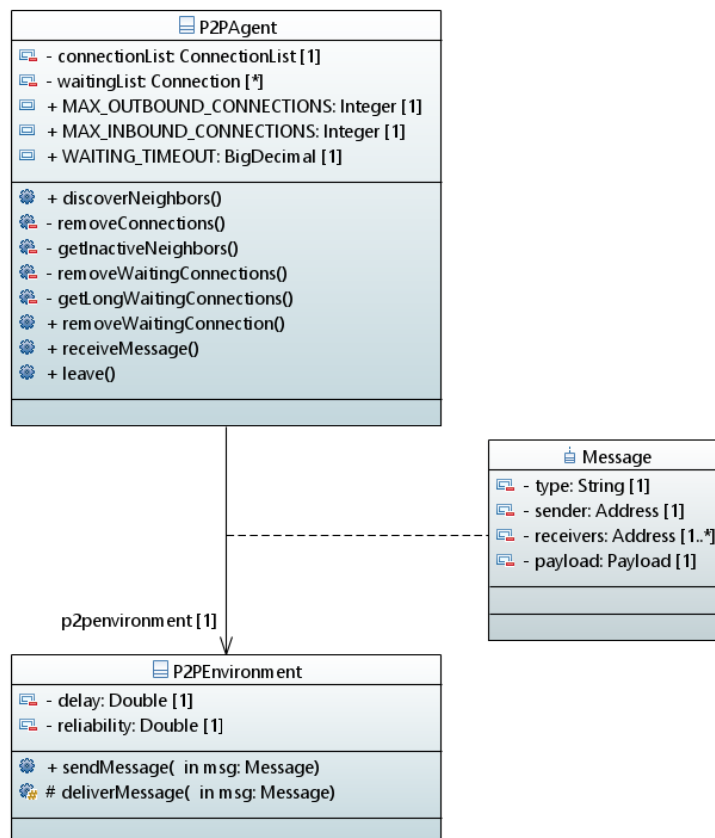 P2PAgent
- connectionList: ConnectionList [1]
- waitingList: Connection [*]
+ MAX_OUTBOUND_CONNECTIONS: Integer [1]
+ MAX_INBOUND_CONNECTIONS: Integer [1]
+ WAITING_TIMEOUT: BigDecimal [1]
+ discoverNeighbors()
- removeConnections()
- getInactiveNeighbors()
- removeWaitingConnections()
- getLongWaitingConnections()
+ removeWaitingConnection()
+ receiveMessage()
+ leave()
Message
- type: String [1]
- sender: Address [1]
- receivers: Address [1..*]
- payload: Payload [1]
p2penvironment [1]
P2PEnvironment
- delay: Double [1]
- reliability: Double [1]
+ sendMessage( in msg: Message)
# deliverMessage( in msg: Message)